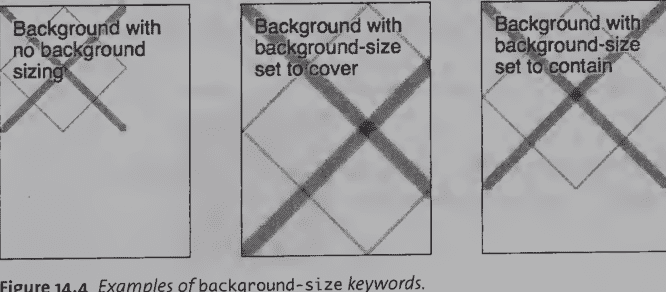 Background with
no background
sizing
Background with
background-size
set to cover
Background with
background-size
set to contain
Figure 14.4 Examples of background-size keywords.